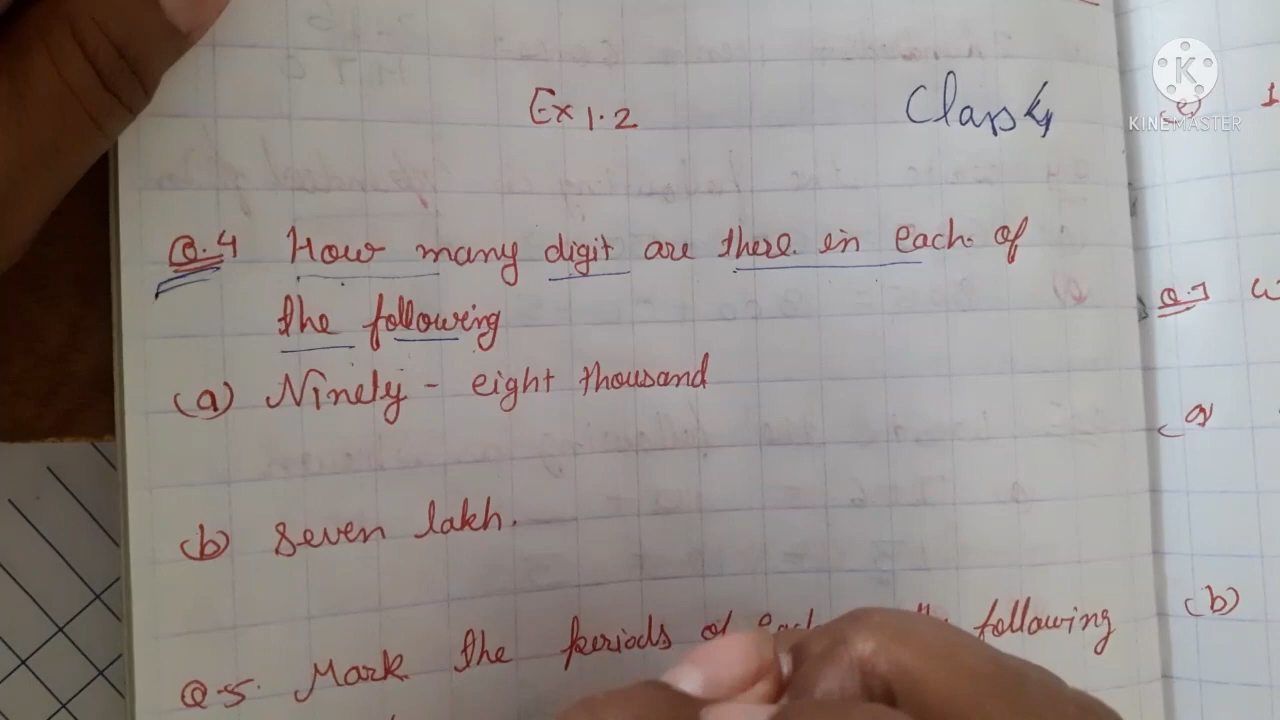 Ex 1.2
Class 4
Q.4 How many digit are there in each of
the following
(a) Ninety - eight thousand
(b) seven lakh.
Q.5. Mark the periods of following
KINEMASTER
Q.7
(b)